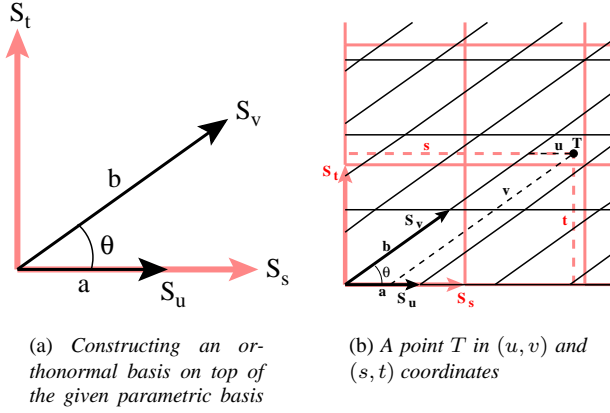 S_t
S_v
b
θ
a
S_u
S_s
s
u
T
S_t
v
S_v
t
b
θ
a
S_u
S_s
(a) Constructing an or-
thonormal basis on top of
the given parametric basis
(b) A point T in (u, v) and
(s, t) coordinates